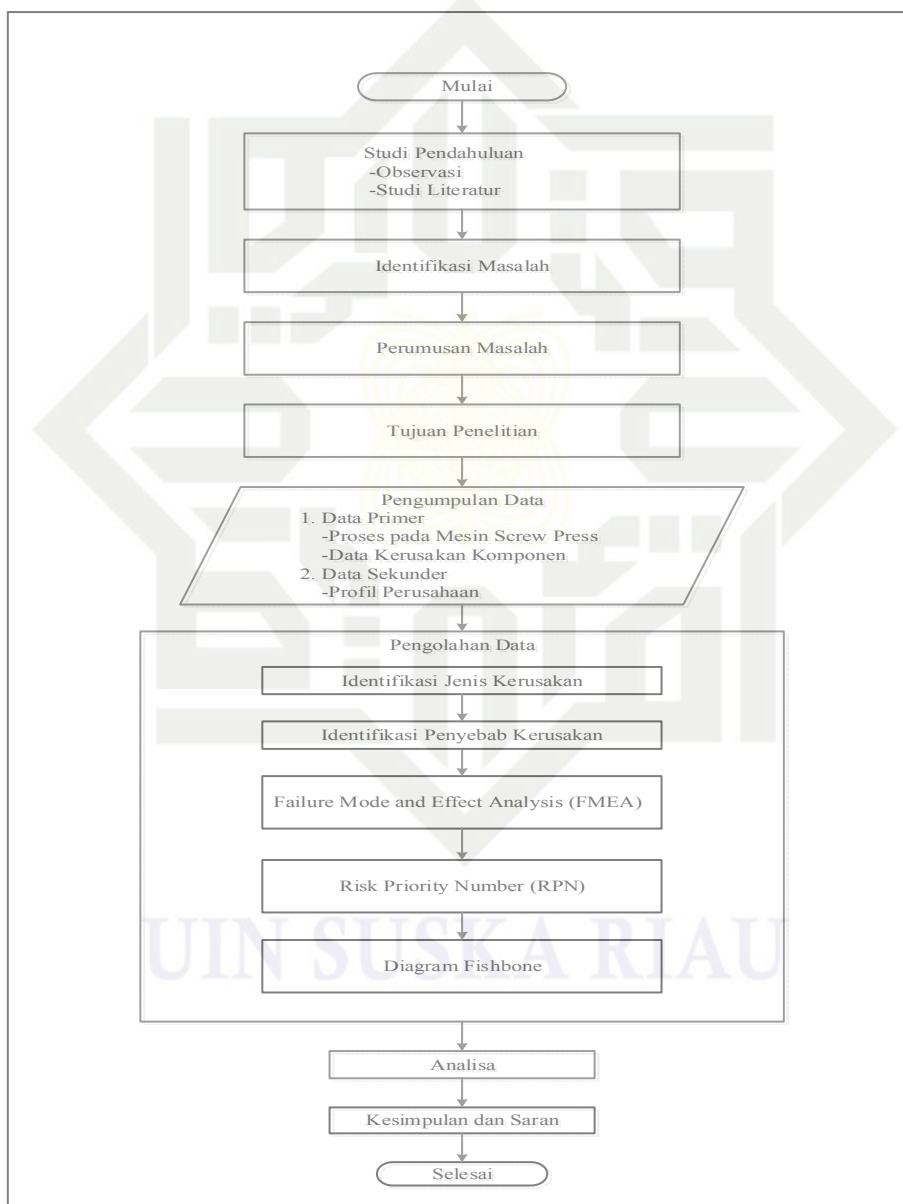 Mulai
Studi Pendahuluan
-Observasi
-Studi Literatur
Identifikasi Masalah
Perumusan Masalah
Tujuan Penelitian
Pengumpulan Data
1. Data Primer
-Proses pada Mesin Screw Press
-Data Kerusakan Komponen
2. Data Sekunder
-Profil Perusahaan
Pengolahan Data
Identifikasi Jenis Kerusakan
Identifikasi Penyebab Kerusakan
Failure Mode and Effect Analysis (FMEA)
Risk Priority Number (RPN)
UIN SUSKA RIAU
Diagram Fishbone
Analisa
Kesimpulan dan Saran
Selesai